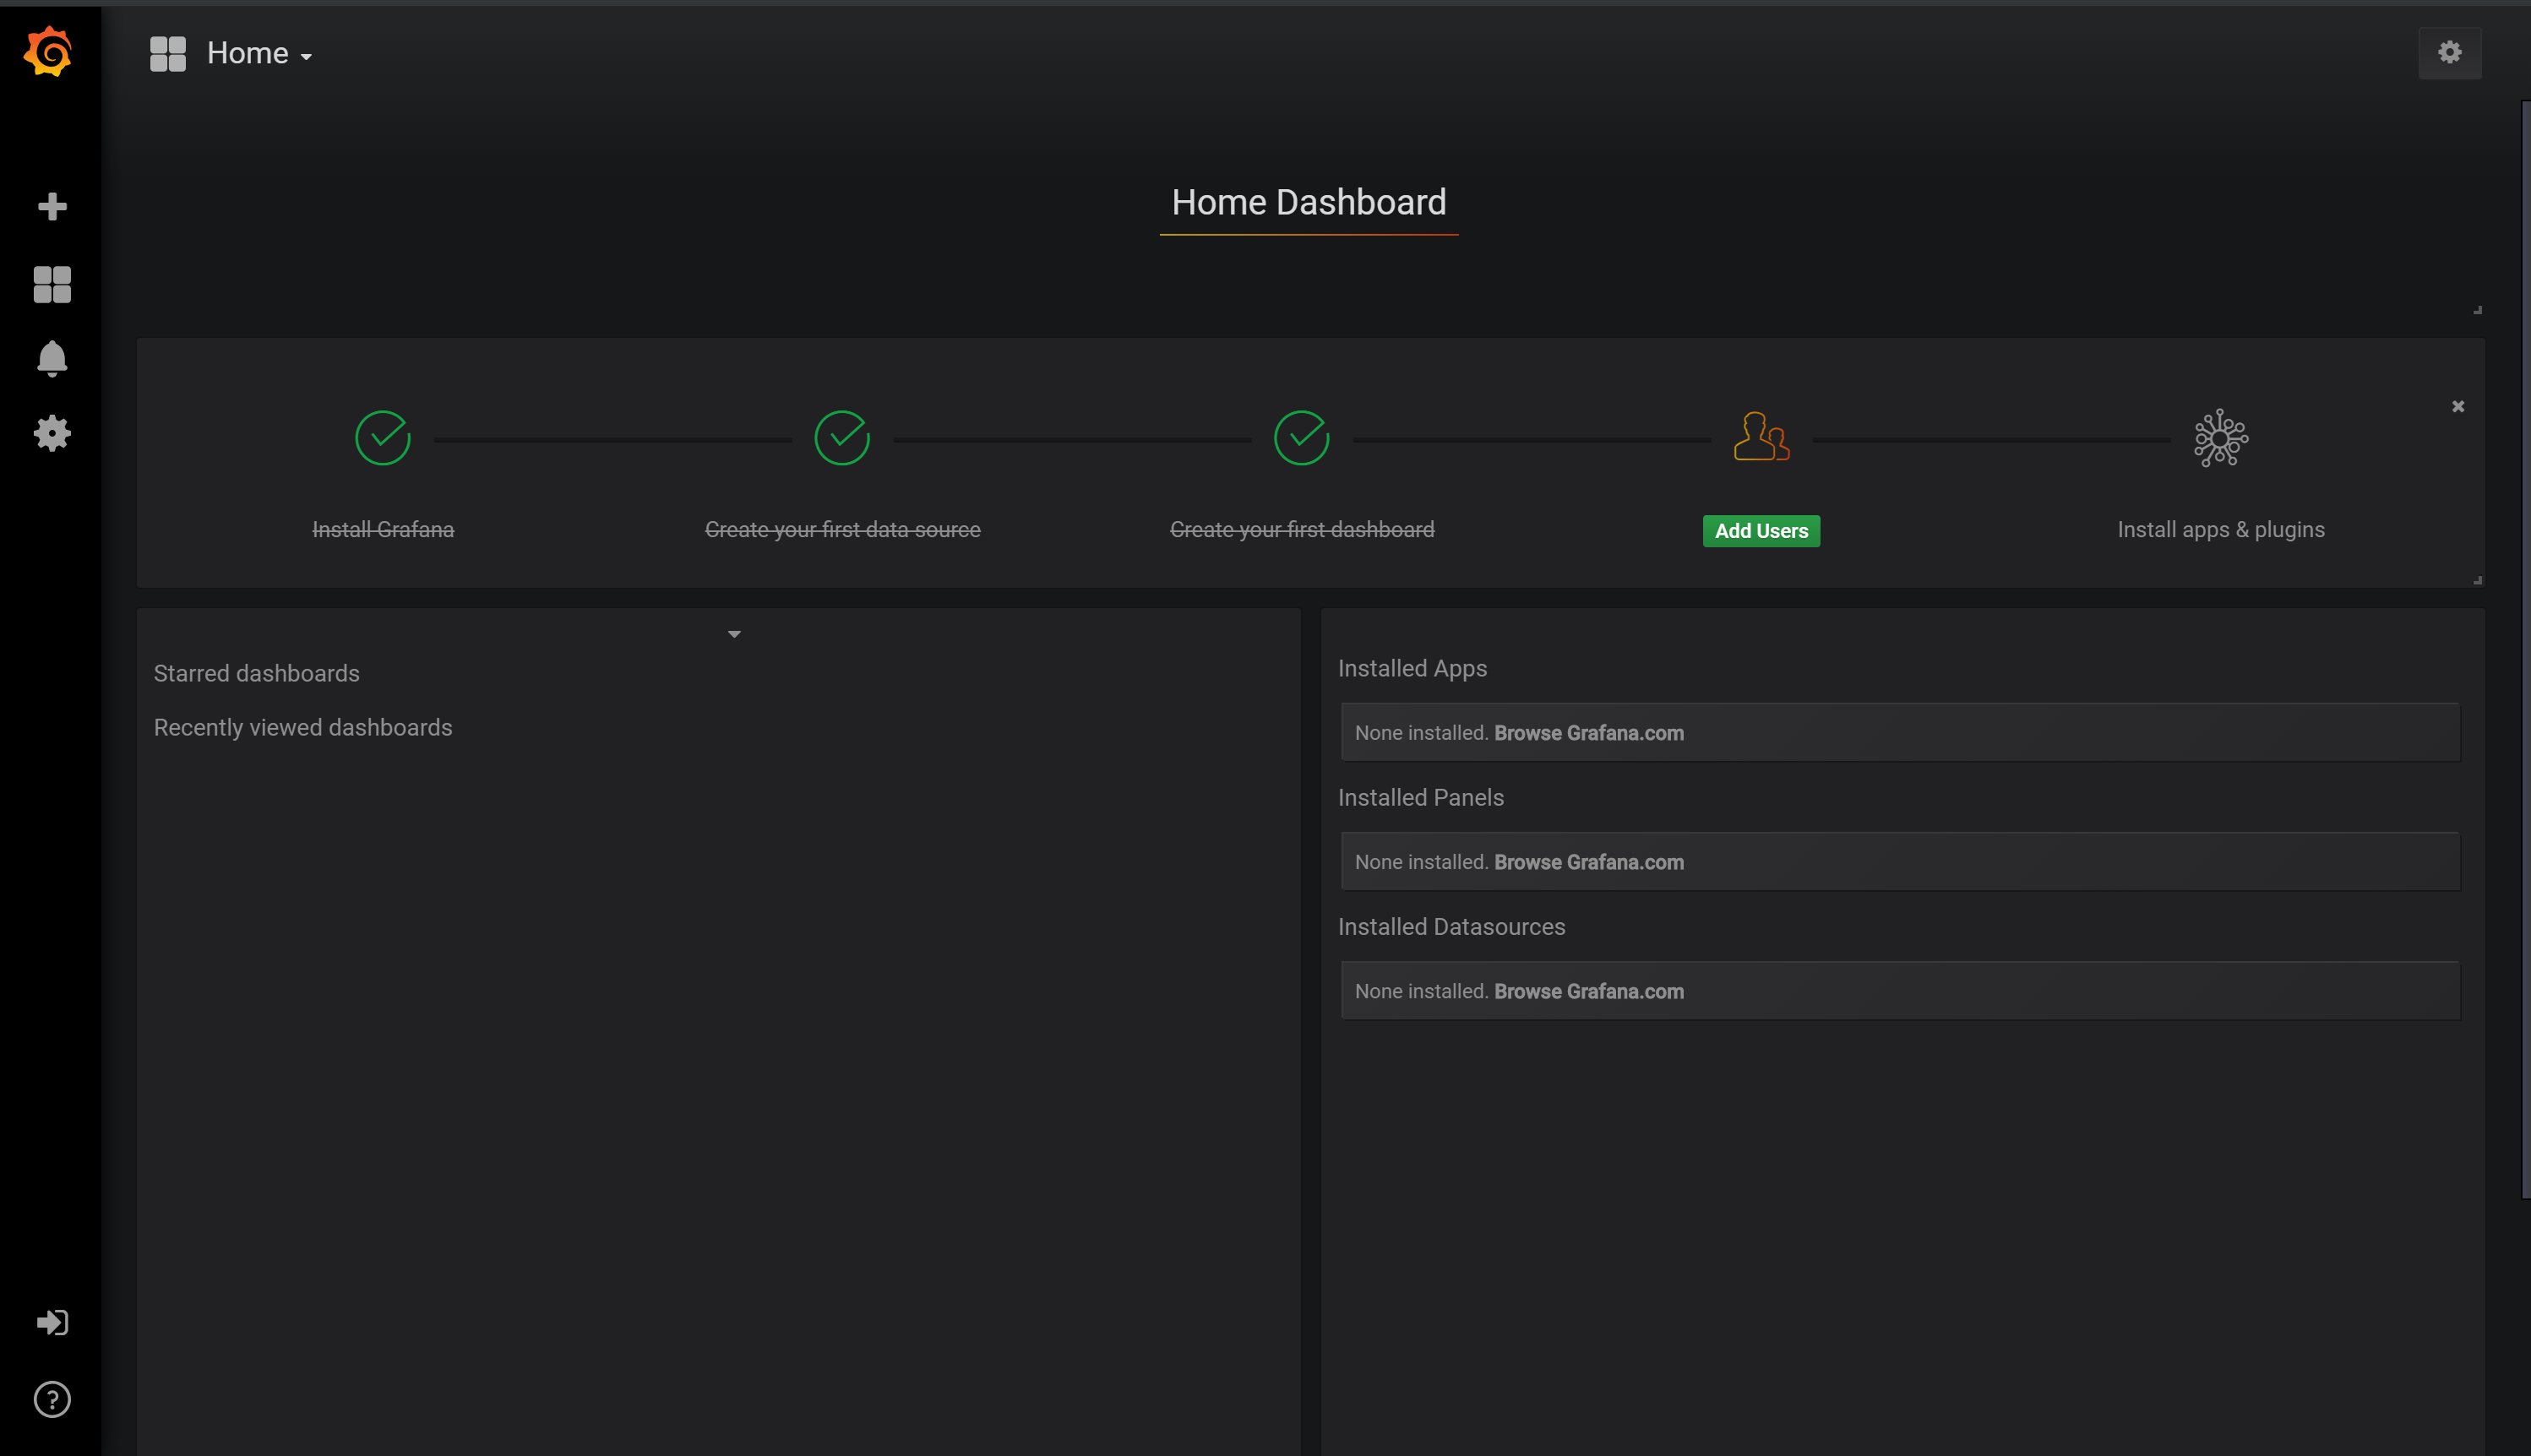 Home
Home Dashboard
Install Grafana
Create your first data source
Create your first dashboard
Add Users
Install apps & plugins
Starred dashboards
Recently viewed dashboards
Installed Apps
None installed. Browse Grafana.com
Installed Panels
None installed. Browse Grafana.com
Installed Datasources
None installed. Browse Grafana.com